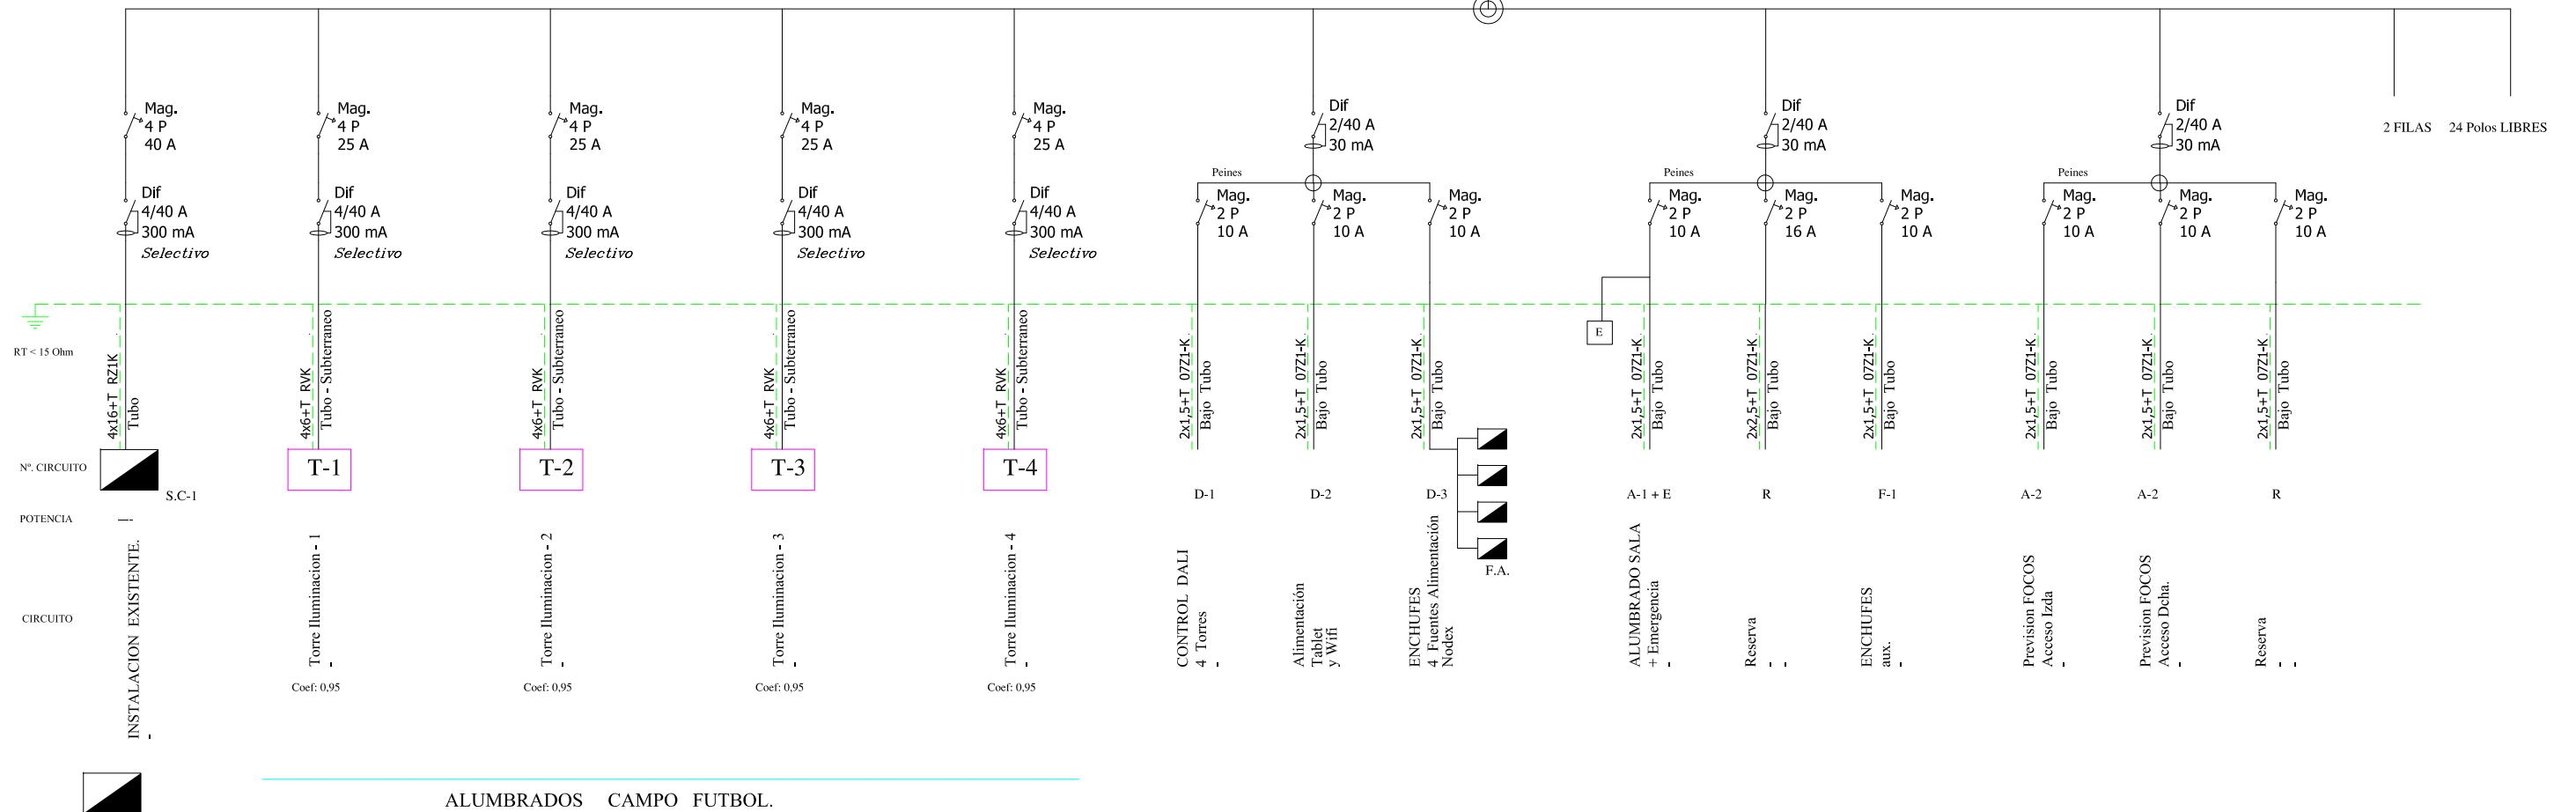 Mag.
4 P
40 A
Mag.
4 P
25 A
Mag.
4 P
25 A
Mag.
4 P
25 A
Mag.
4 P
25 A
Dif
2/40 A
30 mA
Dif
2/40 A
30 mA
Dif
2/40 A
30 mA
2 FILAS
24 Polos LIBRES
Dif
4/40 A
300 mA
Selectivo
Dif
4/40 A
300 mA
Selectivo
Dif
4/40 A
300 mA
Selectivo
Dif
4/40 A
300 mA
Selectivo
Dif
4/40 A
300 mA
Selectivo
Peines
Mag.
2 P
10 A
Mag.
2 P
10 A
Mag.
2 P
10 A
Peines
Mag.
2 P
10 A
Mag.
2 P
16 A
Mag.
2 P
10 A
Peines
Mag.
2 P
10 A
Mag.
2 P
10 A
Mag.
2 P
10 A
E
RT < 15 Ohm
4x16+T RZ1K
Tubo
4x6+T RVK
Tubo - Subterraneo
4x6+T RVK
Tubo - Subterraneo
4x6+T RVK
Tubo - Subterraneo
4x6+T RVK
Tubo - Subterraneo
2x1,5+T 07Z1-K.
Bajo Tubo
2x1,5+T 07Z1-K.
Bajo Tubo
2x1,5+T 07Z1-K.
Bajo Tubo
2x1,5+T 07Z1-K.
Bajo Tubo
2x2,5+T 07Z1-K.
Bajo Tubo
2x1,5+T 07Z1-K.
Bajo Tubo
2x1,5+T 07Z1-K.
Bajo Tubo
2x1,5+T 07Z1-K.
Bajo Tubo
2x1,5+T 07Z1-K.
Bajo Tubo
Nº. CIRCUITO
S.C-1
T-1
T-2
T-3
T-4
D-1
D-2
D-3
F.A.
A-1 + E
R
F-1
A-2
A-2
R
POTENCIA
----
CIRCUITO
INSTALACION EXISTENTE.
-
Torre Iluminacion - 1
-
Torre Iluminacion - 2
-
Torre Iluminacion - 3
-
Torre Iluminacion - 4
-
CONTROL DALI
4 Torres
-
Alimentación
Tablet
y Wifi
ENCHUFES
4 Fuentes Alimentación
Nodex
ALUMBRADO SALA
+ Emergencia
-
Reserva
-
-
ENCHUFES
aux.
-
Prevision FOCOS
Acceso Izda
-
Prevision FOCOS
Acceso Dcha.
-
Reserva
-
-
Coef: 0,95
Coef: 0,95
Coef: 0,95
Coef: 0,95
ALUMBRADOS CAMPO FUTBOL.